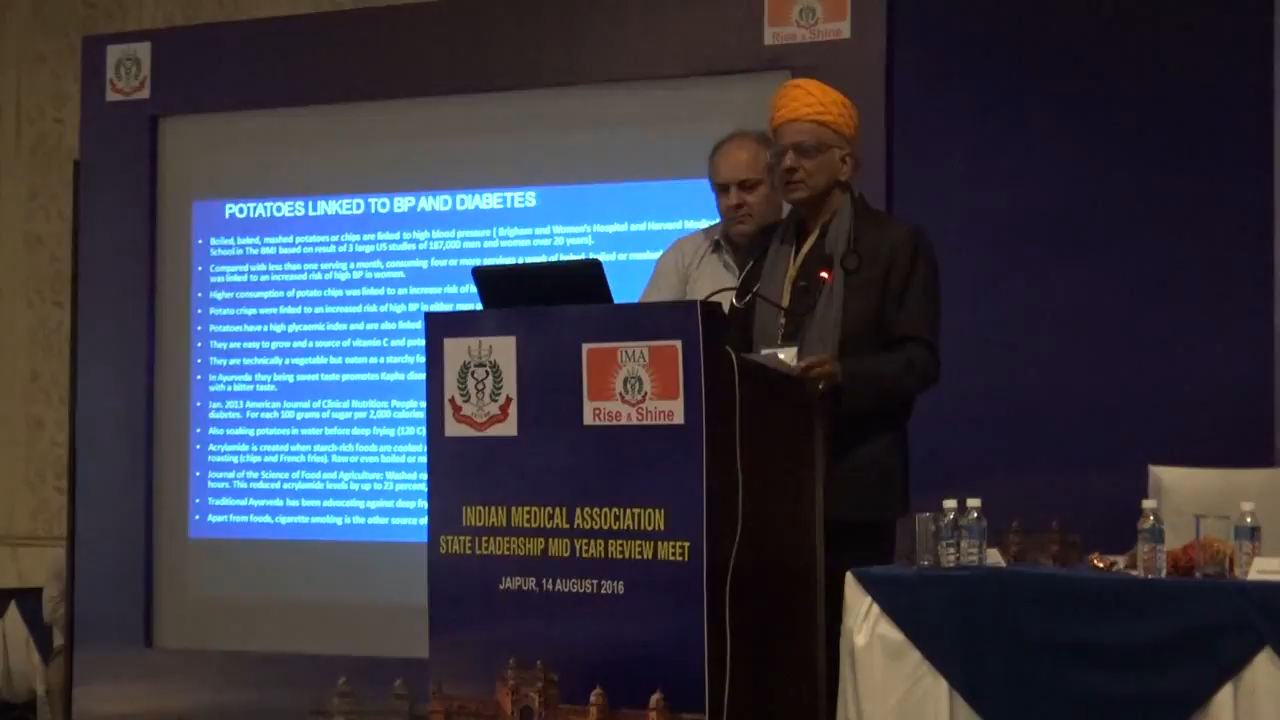 Rise & Shine
POTATOES LINKED TO BP AND DIABETES
Boiled, baked, mashed potatoes or chips are linked to high blood pressure [ Brigham and Women's Hospital and Harvard Medical
School in The BMJ based on result of 3 large US studies of 187,000 men and women over 20 years].
Compared with less than one serving a month, consuming four or more servings a week of baked, boiled or mashed
was linked to an increased risk of high BP in women.
Higher consumption of potato chips was linked to an increase risk of
Potato crisps were linked to an increased risk of high BP in either men
Potatoes have a high glycaemic index and are also linked
They are easy to grow and a source of vitamin C and
They are technically a vegetable but eaten as a starchy
In Ayurveda they being sweet taste promotes Kapha
with a bitter taste.
Jan. 2013 American Journal of Clinical Nutrition: People
diabetes. For each 100 grams of sugar per 2,000 calories
Also soaking potatoes in water before deep frying (120 C)
Acrylamide is created when starch-rich foods are cooked
roasting (chips and French fries). Raw or even boiled or
Journal of the Science of Food and Agriculture: Washed
hours. This reduced acrylamide levels by up to 23 percent,
Traditional Ayurveda has been advocating against deep
Apart from foods, cigarette smoking is the other source of
IMA
Rise & Shine
INDIAN MEDICAL ASSOCIATION
STATE LEADERSHIP MID YEAR REVIEW MEET
JAIPUR, 14 AUGUST 2016